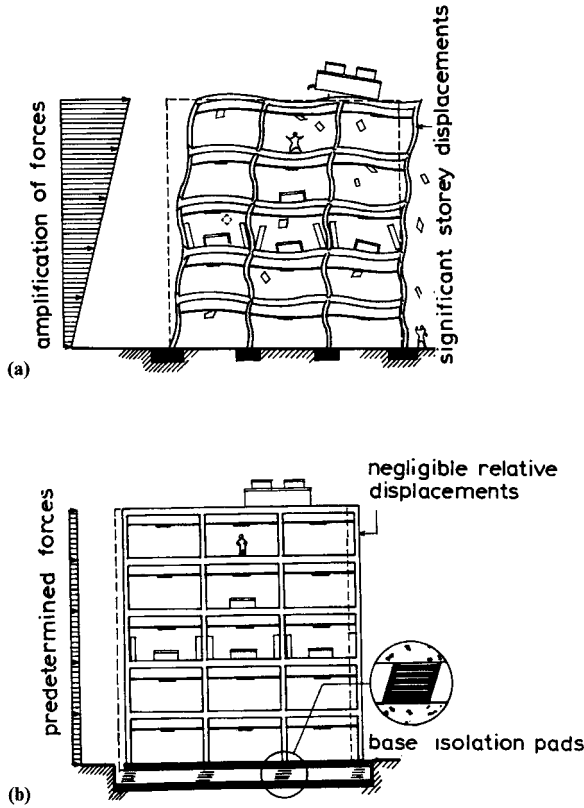 amplification of forces
significant storey displacements
(a)
negligible relative
displacements
predetermined forces
base isolation pads
(b)